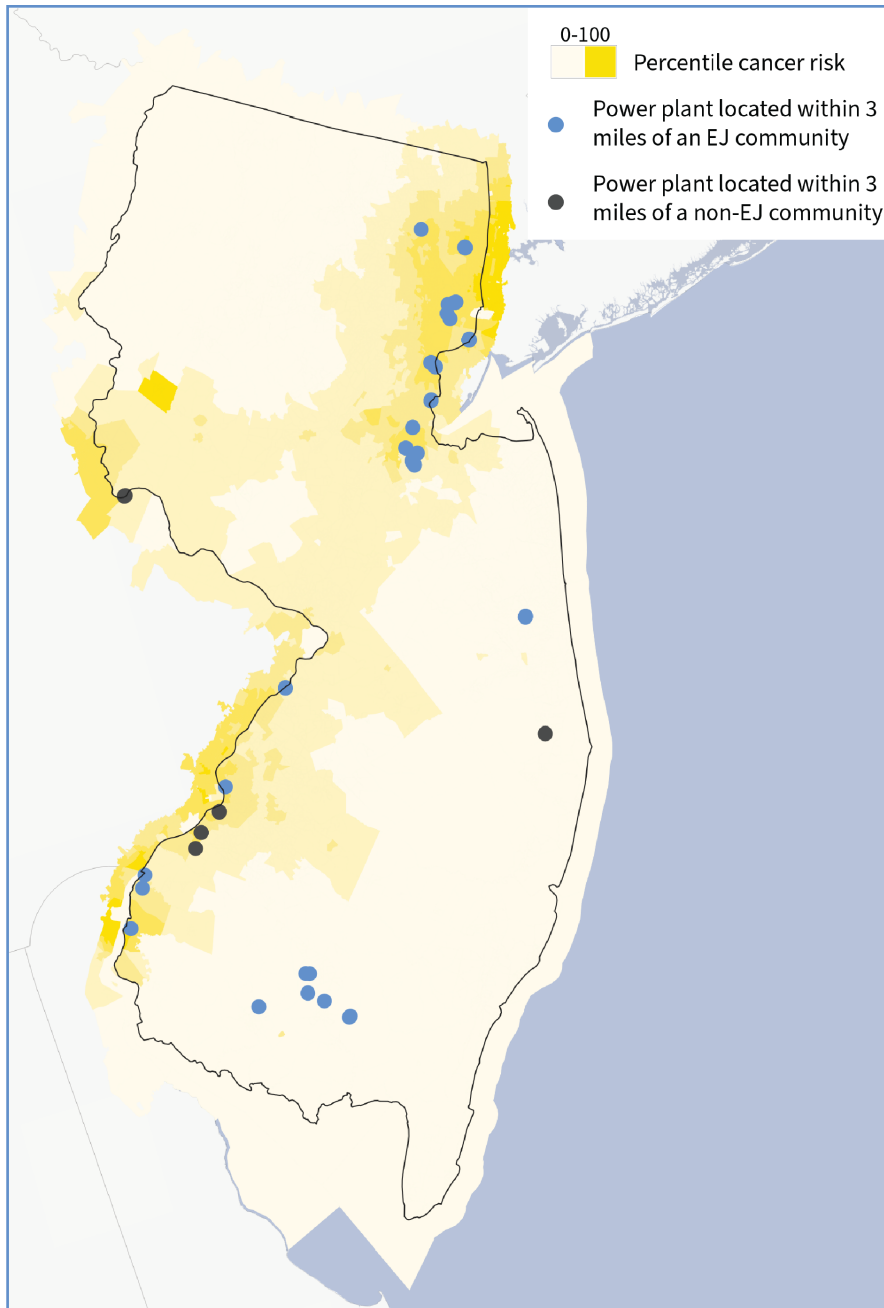 0-100
Percentile cancer risk
Power plant located within 3
miles of an EJ community
Power plant located within 3
miles of a non-EJ community